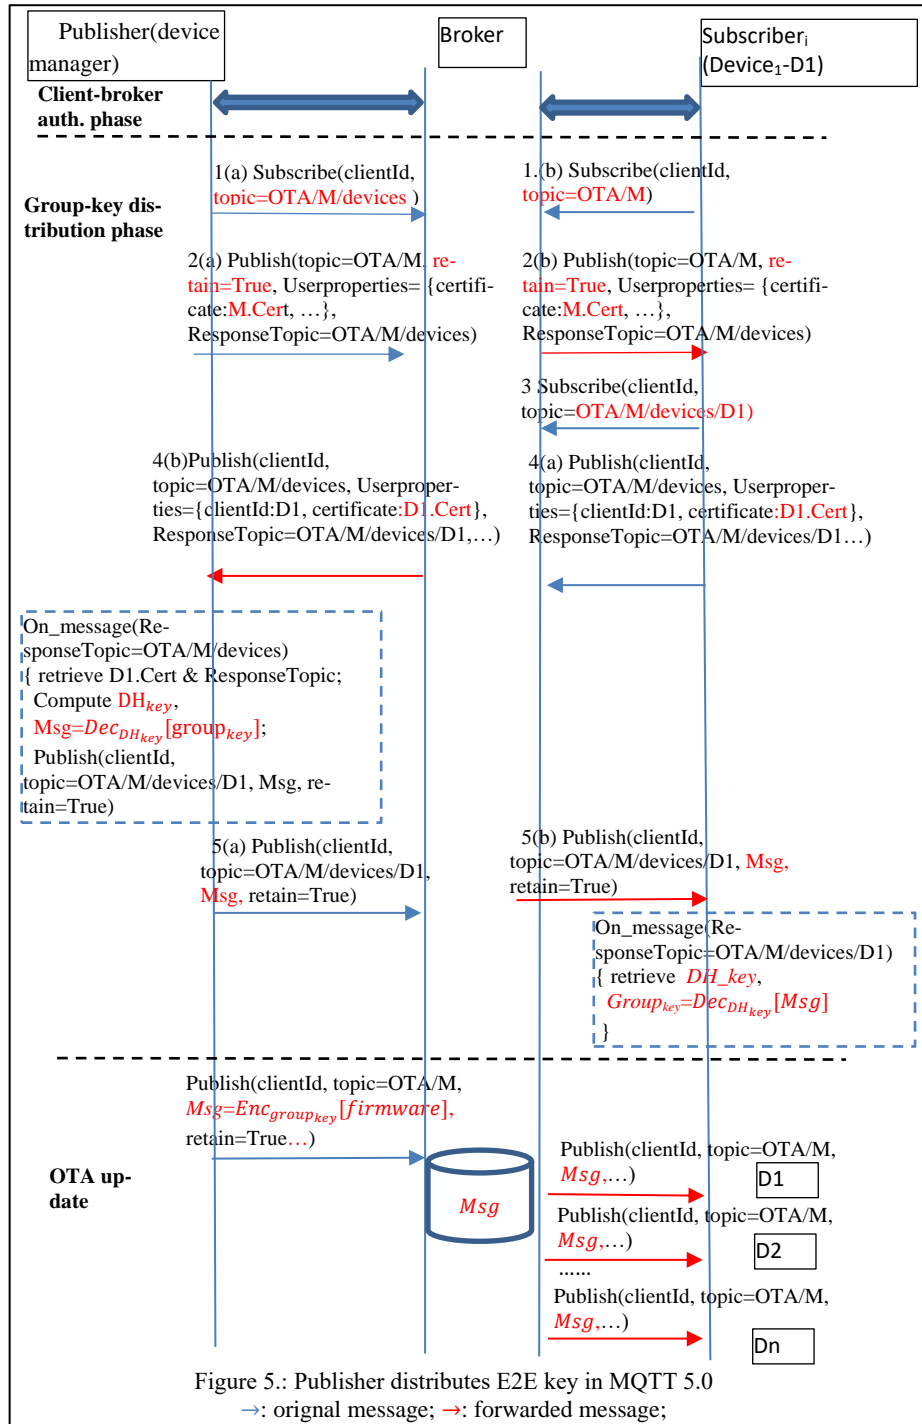 Publisher(device
manager)
Broker
Subscriberi
(Device1-D1)
Client-broker
auth. phase
Group-key dis-
tribution phase
1(a) Subscribe(clientId,
topic=OTA/M/devices )
1.(b) Subscribe(clientId,
topic=OTA/M)
2(a) Publish(topic=OTA/M, re-
tain=True, Userproperties= {certifi-
cate:M.Cert, …},
ResponseTopic=OTA/M/devices)
2(b) Publish(topic=OTA/M, re-
tain=True, Userproperties= {certifi-
cate:M.Cert, …},
ResponseTopic=OTA/M/devices)
3 Subscribe(clientId,
topic=OTA/M/devices/D1)
4(b)Publish(clientId,
topic=OTA/M/devices, Userproper-
ties={clientId:D1, certificate:D1.Cert},
ResponseTopic=OTA/M/devices/D1,…)
4(a) Publish(clientId,
topic=OTA/M/devices, Userproper-
ties={clientId:D1, certificate:D1.Cert},
ResponseTopic=OTA/M/devices/D1…)
On_message(Re-
sponseTopic=OTA/M/devices)
{ retrieve D1.Cert & ResponseTopic;
Compute DHkey,
Msg=DecDHkey[groupkey];
Publish(clientId,
topic=OTA/M/devices/D1, Msg, re-
tain=True)
5(a) Publish(clientId,
topic=OTA/M/devices/D1,
Msg, retain=True)
5(b) Publish(clientId,
topic=OTA/M/devices/D1, Msg,
retain=True)
On_message(Re-
sponseTopic=OTA/M/devices/D1)
{ retrieve DH_key,
Groupkey=DecDHkey[Msg]
}
OTA up-
date
Publish(clientId, topic=OTA/M,
Msg=Encgroupkey[firmware],
retain=True…)
Msg
Publish(clientId, topic=OTA/M,
Msg,…)
D1
Publish(clientId, topic=OTA/M,
Msg,…)
D2
……
Publish(clientId, topic=OTA/M,
Msg,…)
Dn
Figure 5.: Publisher distributes E2E key in MQTT 5.0
→: orignal message; →: forwarded message;